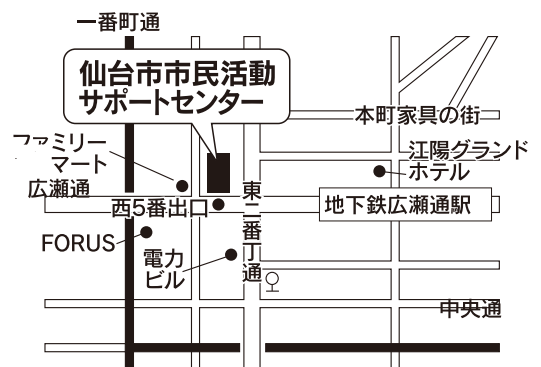 一番町通
仙台市市民活動
サポートセンター
本町家具の街
ファミリー
マート
江陽グランド
ホテル
広瀬通
西5番出口
東二番丁通
地下鉄広瀬通駅
FORUS
電力
ビル
中央通